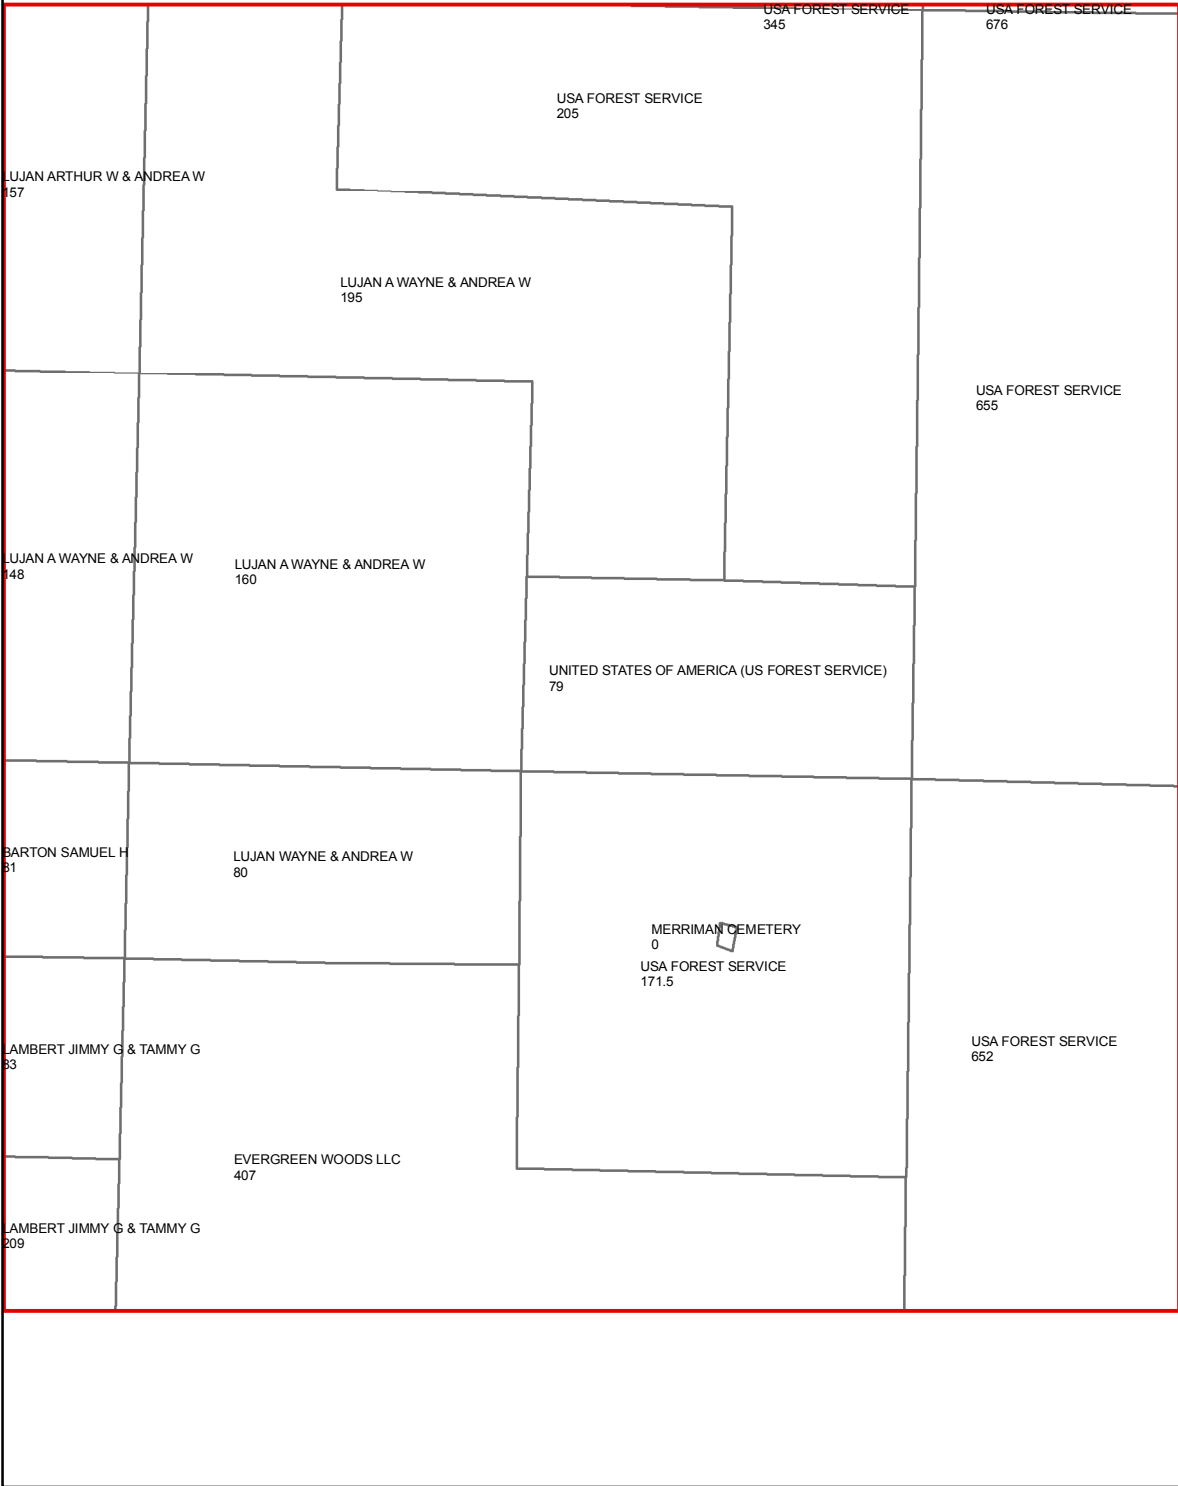 USA FOREST SERVICE
345
USA FOREST SERVICE
676
USA FOREST SERVICE
205
LUJAN ARTHUR W & ANDREA W
157
LUJAN A WAYNE & ANDREA W
195
USA FOREST SERVICE
655
LUJAN A WAYNE & ANDREA W
148
LUJAN A WAYNE & ANDREA W
160
UNITED STATES OF AMERICA (US FOREST SERVICE)
79
BARTON SAMUEL H
81
LUJAN WAYNE & ANDREA W
80
MERRIMAN CEMETERY
0
USA FOREST SERVICE
171.5
LAMBERT JIMMY G & TAMMY G
83
USA FOREST SERVICE
652
EVERGREEN WOODS LLC
407
LAMBERT JIMMY G & TAMMY G
209